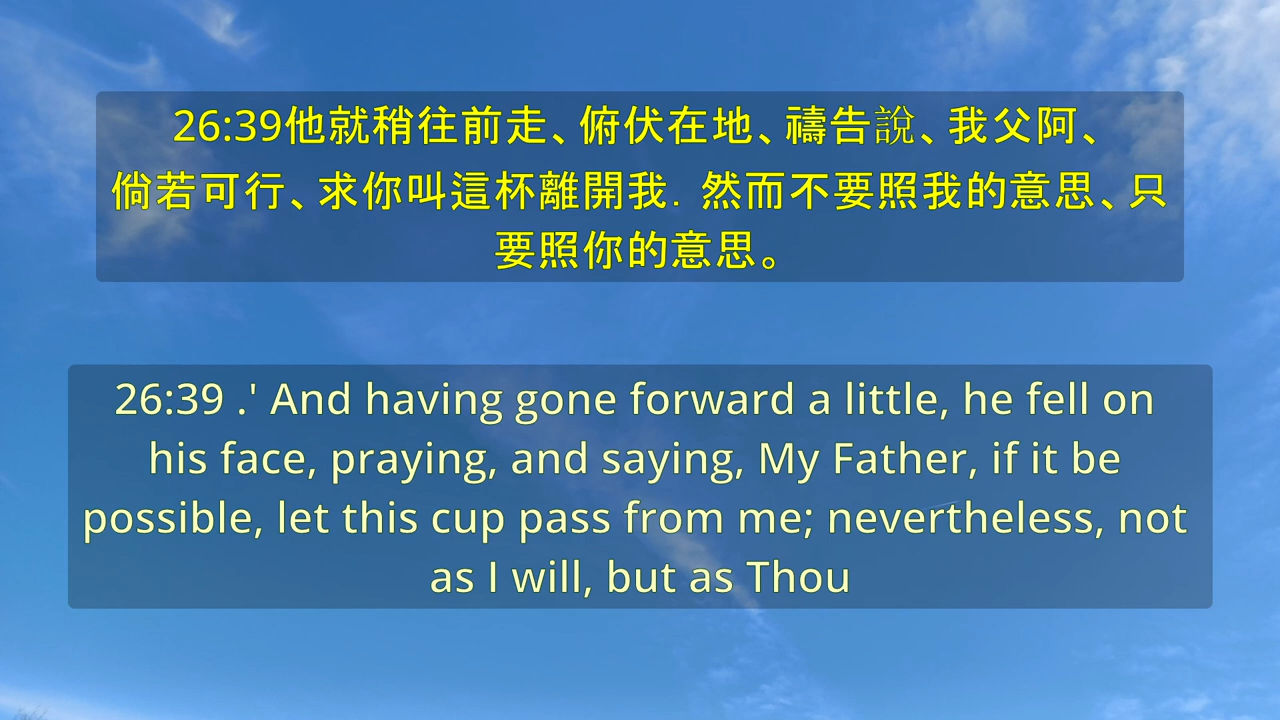 26:39他就稍往前走、俯伏在地、禱告說、我父阿、
倘若可行、求你叫這杯離開我．然而不要照我的意思、只
要照你的意思。
26:39 .' And having gone forward a little, he fell on
his face, praying, and saying, My Father, if it be
possible, let this cup pass from me; nevertheless, not
as I will, but as Thou